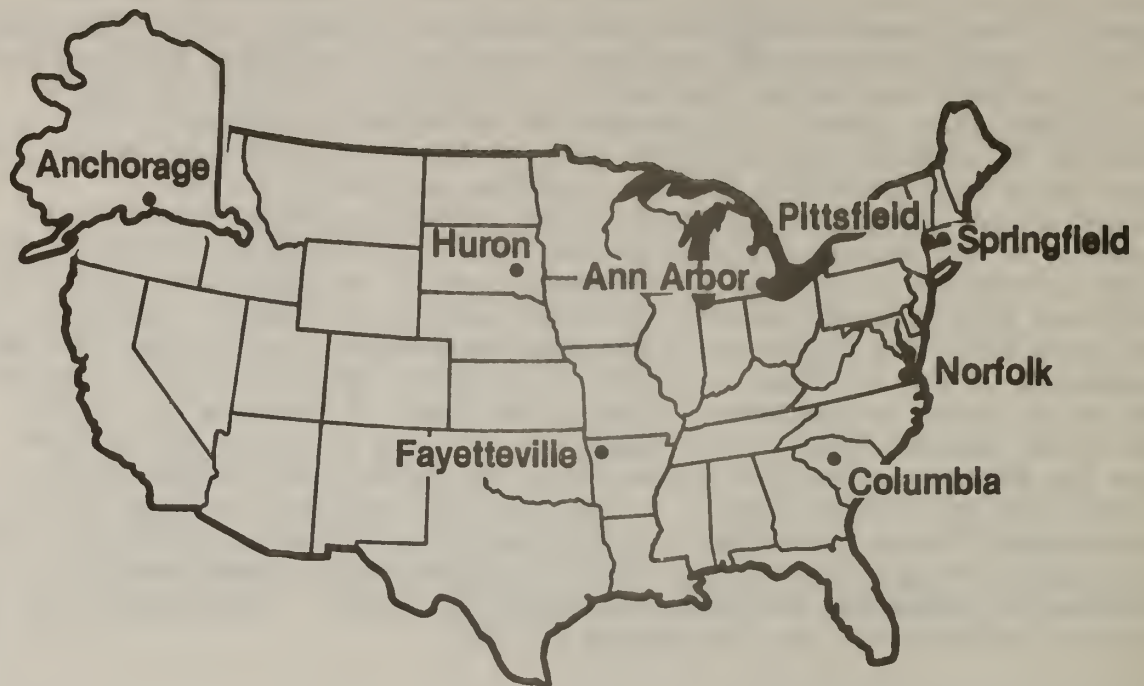 Anchorage
Pittsfield
Huron
Springfield
Ann Arbor
Norfolk
Fayetteville
Columbia